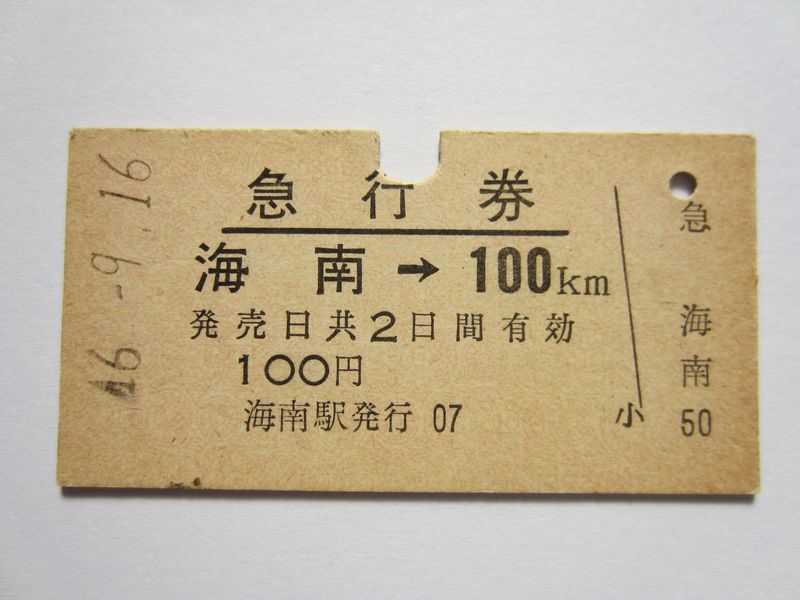 急行券
海南→100km
発売日共2日間有効
100円
海南駅発行 07
小
急
海南
50
46.-9.16